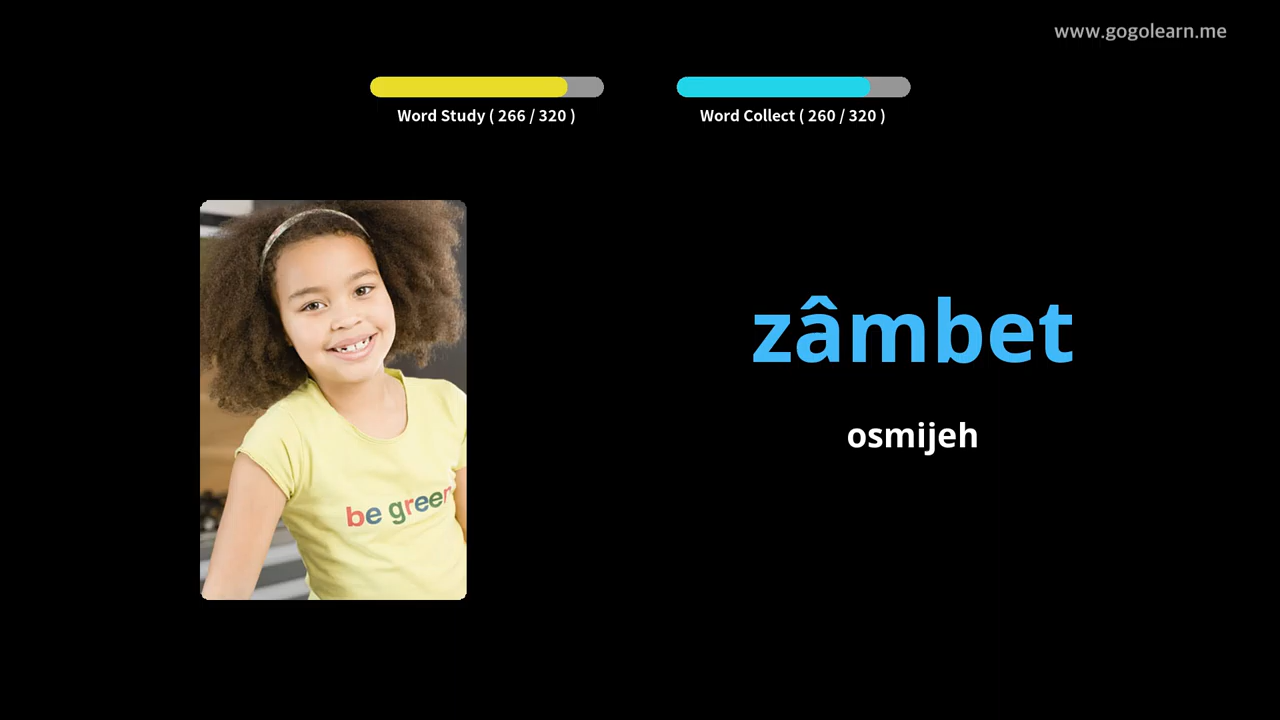 www.gogolearn.me
Word Study ( 266 / 320 )
Word Collect ( 260 / 320 )
zâmbet
osmijeh
be green